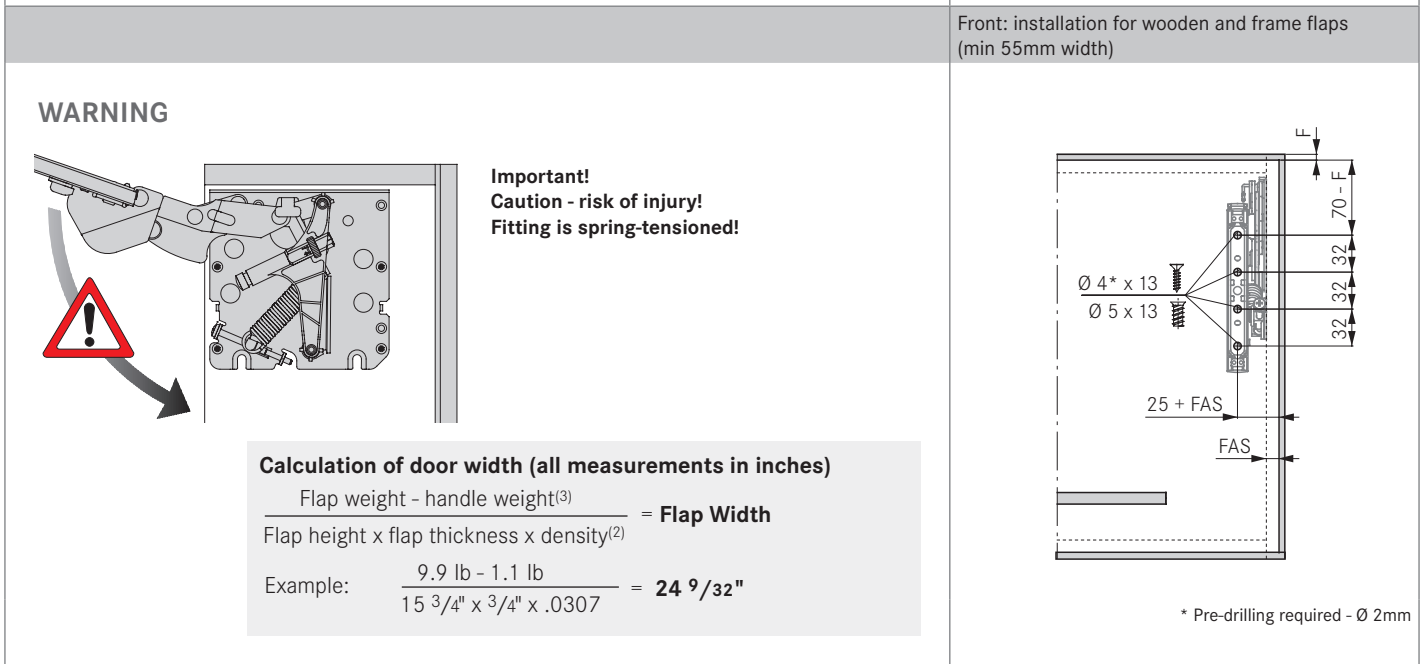 Front: installation for wooden and frame flaps
(min 55mm width)
WARNING
Important!
Caution - risk of injury!
Fitting is spring-tensioned!
Calculation of door width (all measurements in inches)
Flap weight - handle weight(3)
= Flap Width
Flap height x flap thickness x density(2)
Example:
9.9 lb - 1.1 lb
= 24 9/32"
15 3/4" x 3/4" x .0307
F
70 - F
32
32
32
Ø 4* x 13
Ø 5 x 13
25 + FAS
FAS
* Pre-drilling required - Ø 2mm